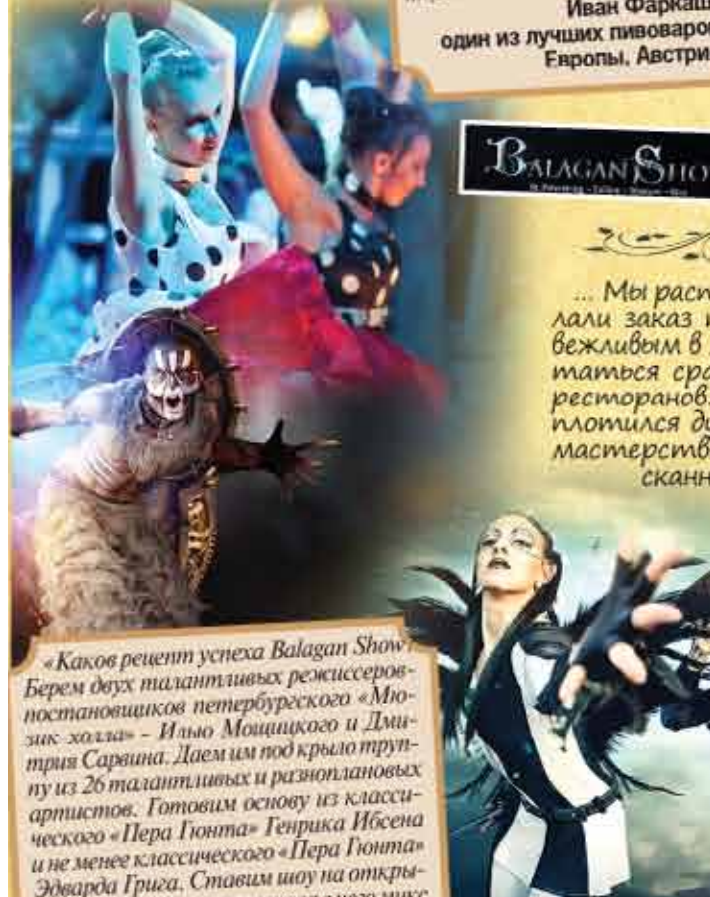 Иван Фаркаш
один из лучших пивоваров
Европы. Австри
BALAGAN SHO
... Мы расп
лали заказ
вежливым в
таться сра
ресторанов.
плотился
мастерств
сканн
«Каков рецепт успеха Balagan Show?
Берем двух талантливых режиссеров-
постановщиков петербургского «Мю-
зик холла» – Илью Мощицкого и Дми-
трия Сарвина. Даем им под крыло труп-
пу из 26 талантливых и разноплановых
артистов. Готовим основу из класси-
ческого «Пера Гюнта» Генрика Ибсена
и не менее классического «Пера Гюнта»
Эдварда Грига. Ставим шоу на откры-